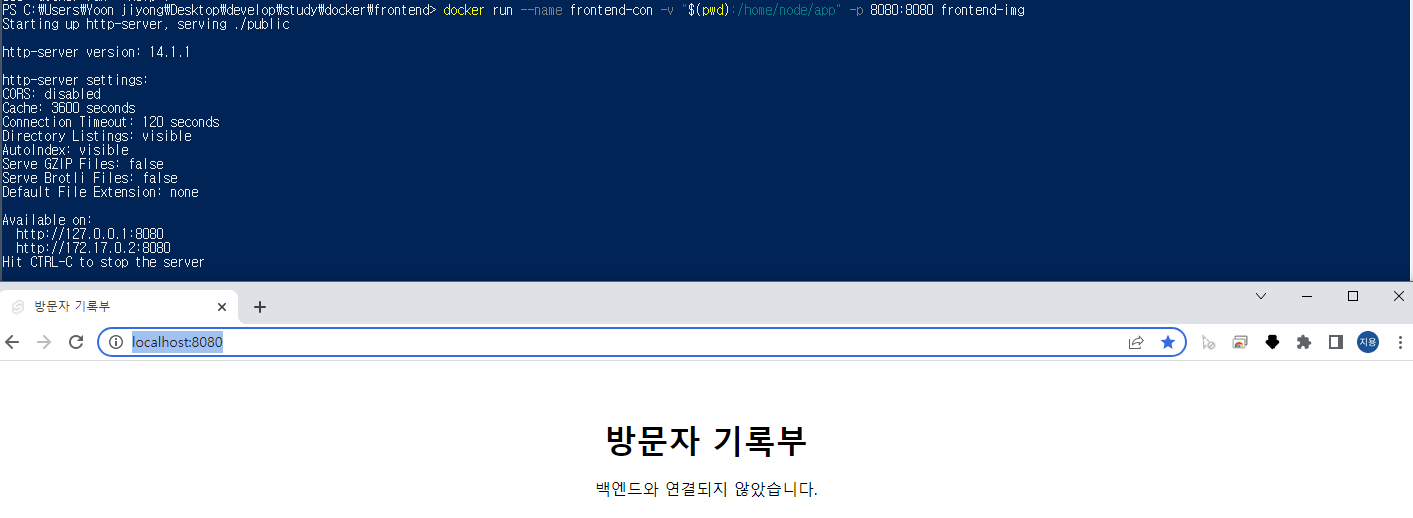 PS C:₩Users₩Yoon jiyong₩Desktop₩develop₩study₩docker₩frontend> docker run --name frontend-con -v "$(pwd):/home/node/app" -p 8080:8080 frontend-img
Starting up http-server, serving ./public
http-server version: 14.1.1
http-server settings:
CORS: disabled
Cache: 3600 seconds
Connection Timeout: 120 seconds
Directory Listings: visible
AutoIndex: visible
Serve GZIP Files: false
Serve Brotli Files: false
Default File Extension: none
Available on:
http://127.0.0.1:8080
http://172.17.0.2:8080
Hit CTRL-C to stop the server
방문자 기록부
localhost:8080
지용
방문자 기록부
백엔드와 연결되지 않았습니다.